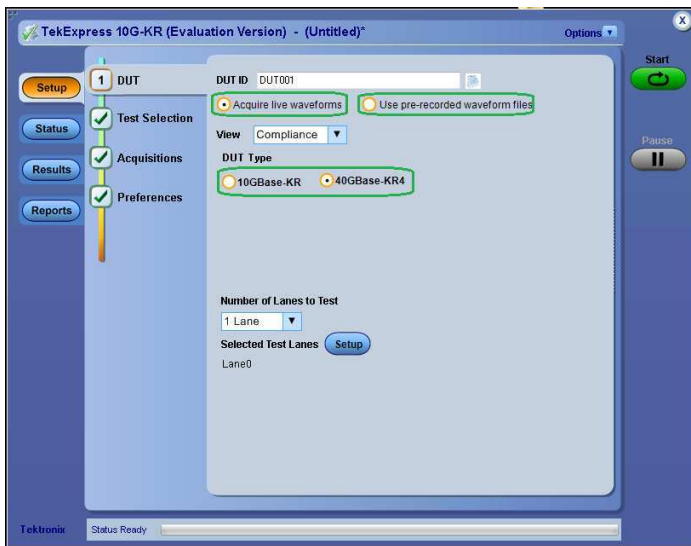 TekExpress 10G-KR (Evaluation Version) - (Untitled)*
Options
x
Start
Setup
1 DUT
DUT ID DUT001
Acquire live waveforms
Use pre-recorded waveform files
Test Selection
Status
View Compliance
Pause
Acquisitions
DUT Type
Results
10GBase-KR
40GBase-KR4
Preferences
Reports
Number of Lanes to Test
1 Lane
Selected Test Lanes Setup
Lane0
Tektronix
Status Ready